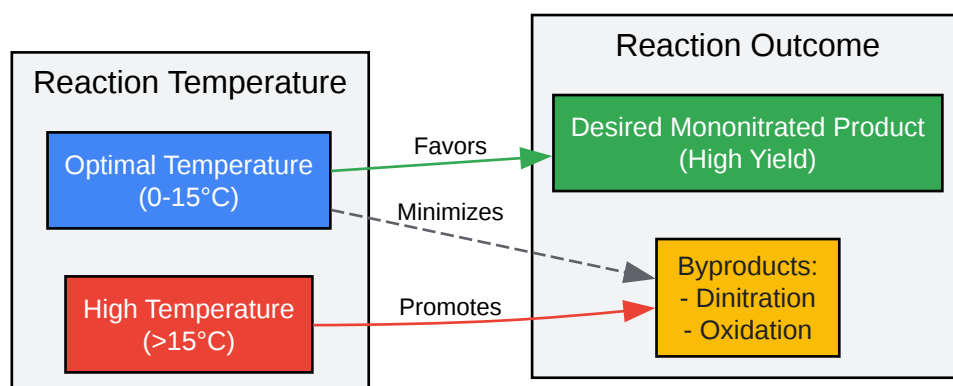 Reaction Temperature
Optimal Temperature
(0-15°C)
High Temperature
(>15°C)
Favors
Minimizes
Promotes
Reaction Outcome
Desired Mononitrated Product
(High Yield)
Byproducts:
- Dinitration
- Oxidation